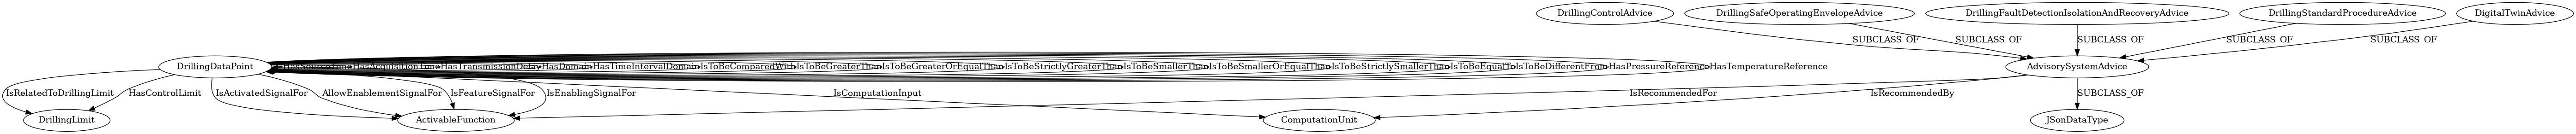 DrillingControlAdvice
DrillingSafeOperatingEnvelopeAdvice
DrillingFaultDetectionIsolationAndRecoveryAdvice
DrillingStandardProcedureAdvice
DigitalTwinAdvice
SUBCLASS_OF
SUBCLASS_OF
SUBCLASS_OF
SUBCLASS_OF
SUBCLASS_OF
DrillingDataPoint
HasSourceTime
HasAcquisitionTime
HasTransmissionDelay
HasDomain
HasTimeIntervalDomain
IsToBeComparedWith
IsToBeGreaterThan
IsToBeGreaterOrEqualThan
IsToBeStrictlyGreaterThan
IsToBeSmallerThan
IsToBeSmallerOrEqualThan
IsToBeStrictlySmallerThan
IsToBeEqualTo
IsToBeDifferentFrom
HasPressureReference
HasTemperatureReference
AdvisorySystemAdvice
IsRelatedToDrillingLimit
HasControlLimit
IsActivatedSignalFor
AllowEnablementSignalFor
IsFeatureSignalFor
IsEnablingSignalFor
IsComputationInput
IsRecommendedFor
IsRecommendedBy
SUBCLASS_OF
DrillingLimit
ActivableFunction
ComputationUnit
JSonDataType